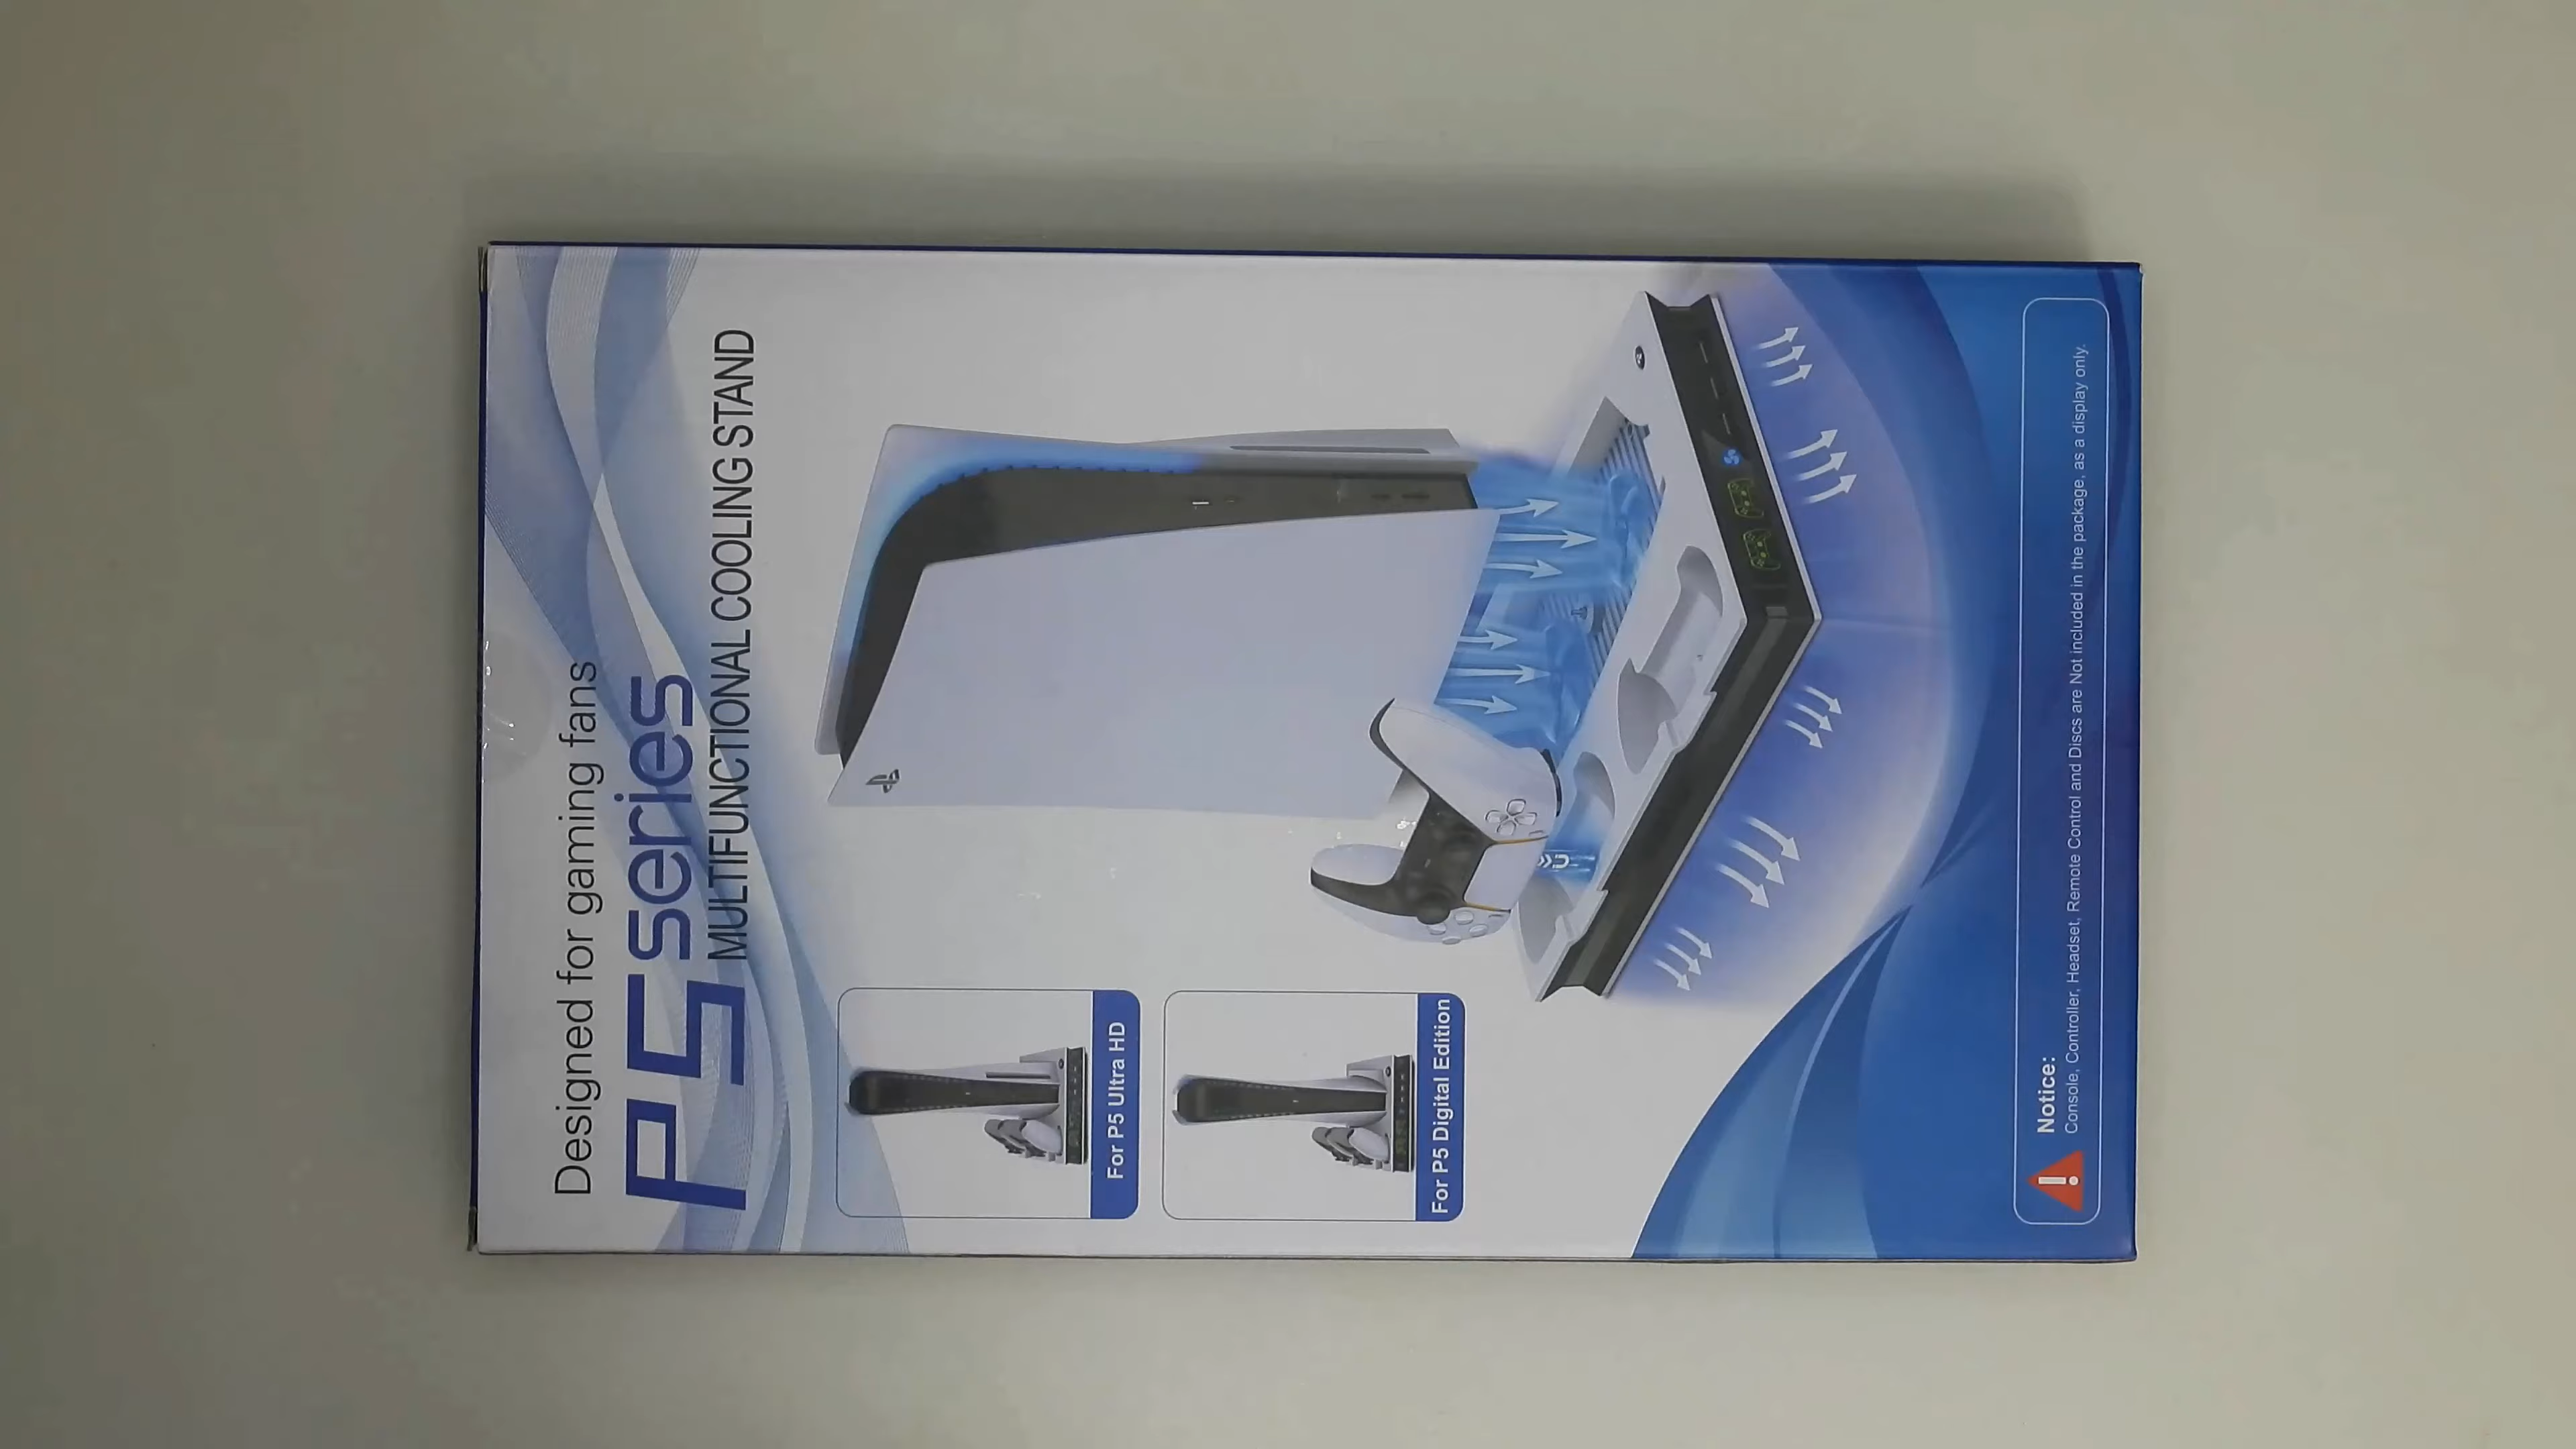 Designed for gaming fans
P5 series
MULTIFUNCTIONAL COOLING STAND
For P5 Ultra HD
For P5 Digital Edition
Notice:
Console, Controller, Headset, Remote Control and Discs are Not included in the package, as a display only.